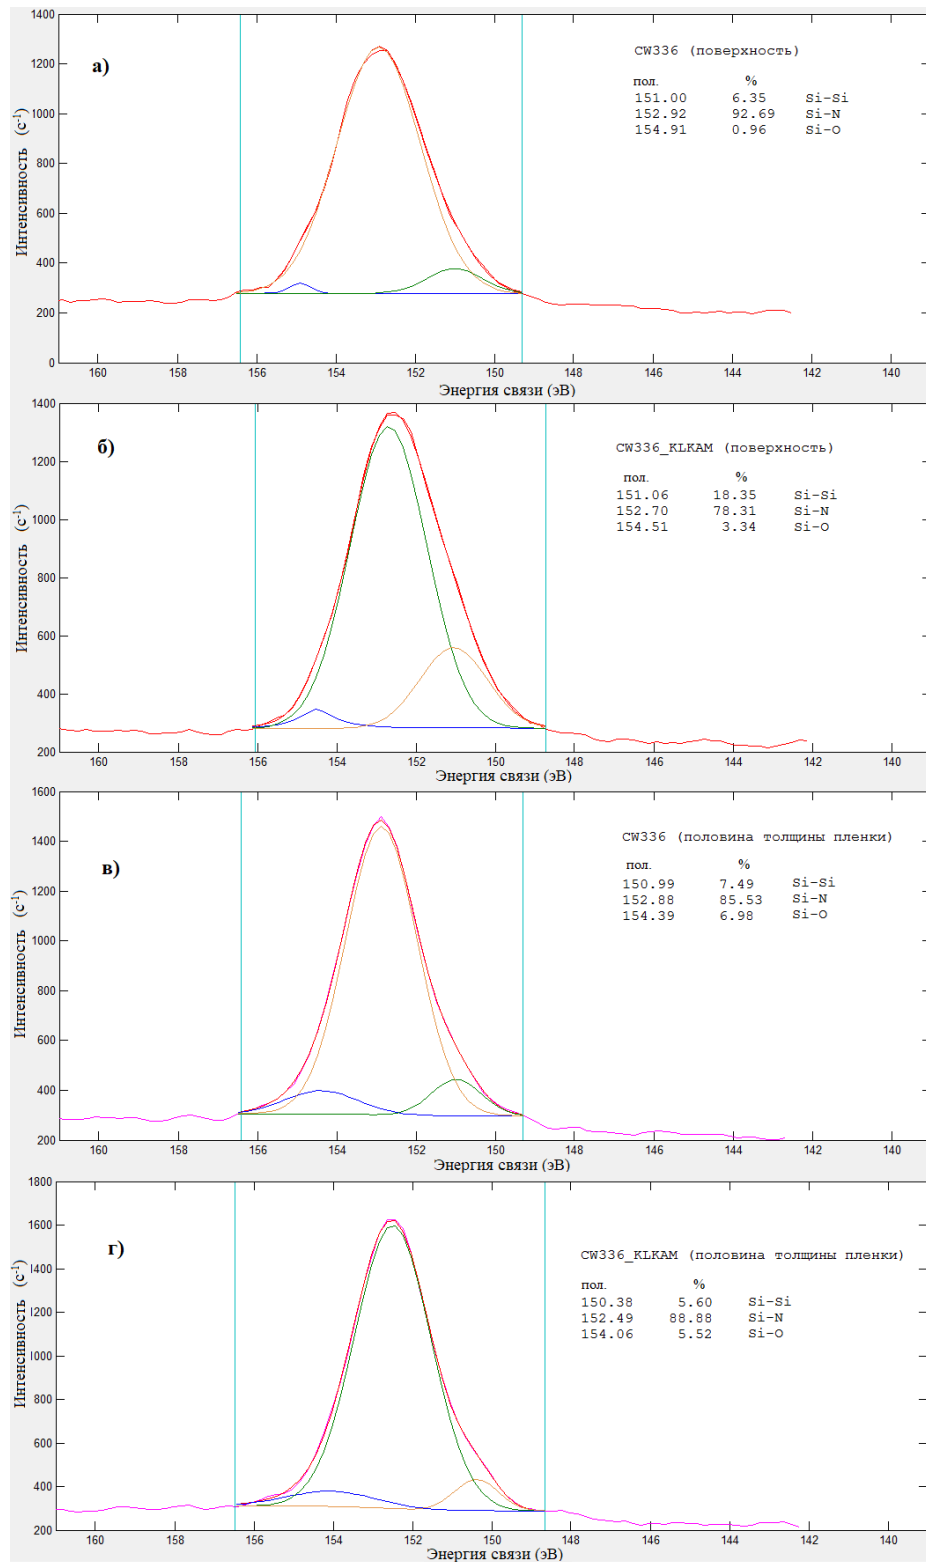 а)
CW336 (поверхность)
пол. %
151.00 6.35 Si-Si
152.92 92.69 Si-N
154.91 0.96 Si-O
Интенсивность (с⁻¹)
1400
1200
1000
800
600
400
200
0
160 158 156 154 152 150 148 146 144 142 140
Энергия связи (эВ)
б)
CW336_KLKAM (поверхность)
пол. %
151.06 18.35 Si-Si
152.70 78.31 Si-N
154.51 3.34 Si-O
Интенсивность (с⁻¹)
1400
1200
1000
800
600
400
200
160 158 156 154 152 150 148 146 144 142 140
Энергия связи (эВ)
в)
CW336 (половина толщины пленки)
пол. %
150.99 7.49 Si-Si
152.88 85.53 Si-N
154.39 6.98 Si-O
Интенсивность (с⁻¹)
1600
1400
1200
1000
800
600
400
200
160 158 156 154 152 150 148 146 144 142 140
Энергия связи (эВ)
г)
CW336_KLKAM (половина толщины пленки)
пол. %
150.38 5.60 Si-Si
152.49 88.88 Si-N
154.06 5.52 Si-O
Интенсивность (с⁻¹)
1800
1600
1400
1200
1000
800
600
400
200
160 158 156 154 152 150 148 146 144 142 140
Энергия связи (эВ)